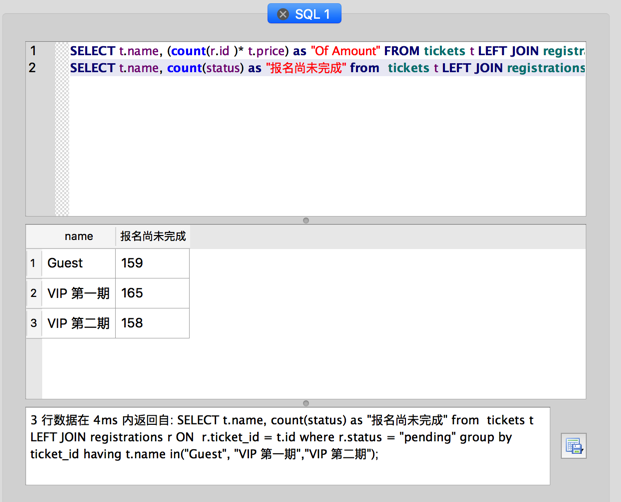 SQL 1
1 SELECT t.name, (count(r.id )* t.price) as "Of Amount" FROM tickets t LEFT JOIN registra
2 SELECT t.name, count(status) as "报名尚未完成" from  tickets t LEFT JOIN registrations
name 报名尚未完成
1 Guest 159
2 VIP 第一期 165
3 VIP 第二期 158
3 行数据在 4ms 内返回自: SELECT t.name, count(status) as "报名尚未完成" from  tickets t
LEFT JOIN registrations r ON  r.ticket_id = t.id where r.status = "pending" group by
ticket_id having t.name in("Guest", "VIP 第一期","VIP 第二期");